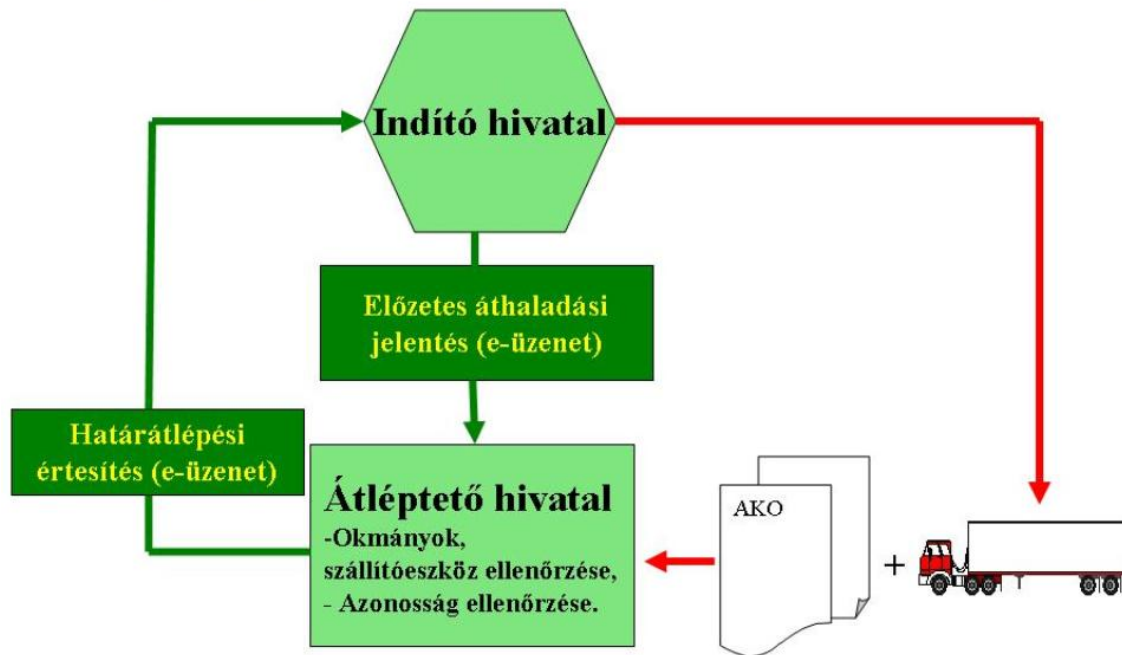 Indító hivatal
Előzetes áthaladási
jelentés (e-üzenet)
Határátlépési
értesítés (e-üzenet)
Átléptető hivatal
-Okmányok,
szállítóeszköz ellenőrzése,
- Azonosság ellenőrzése.
AKO
+